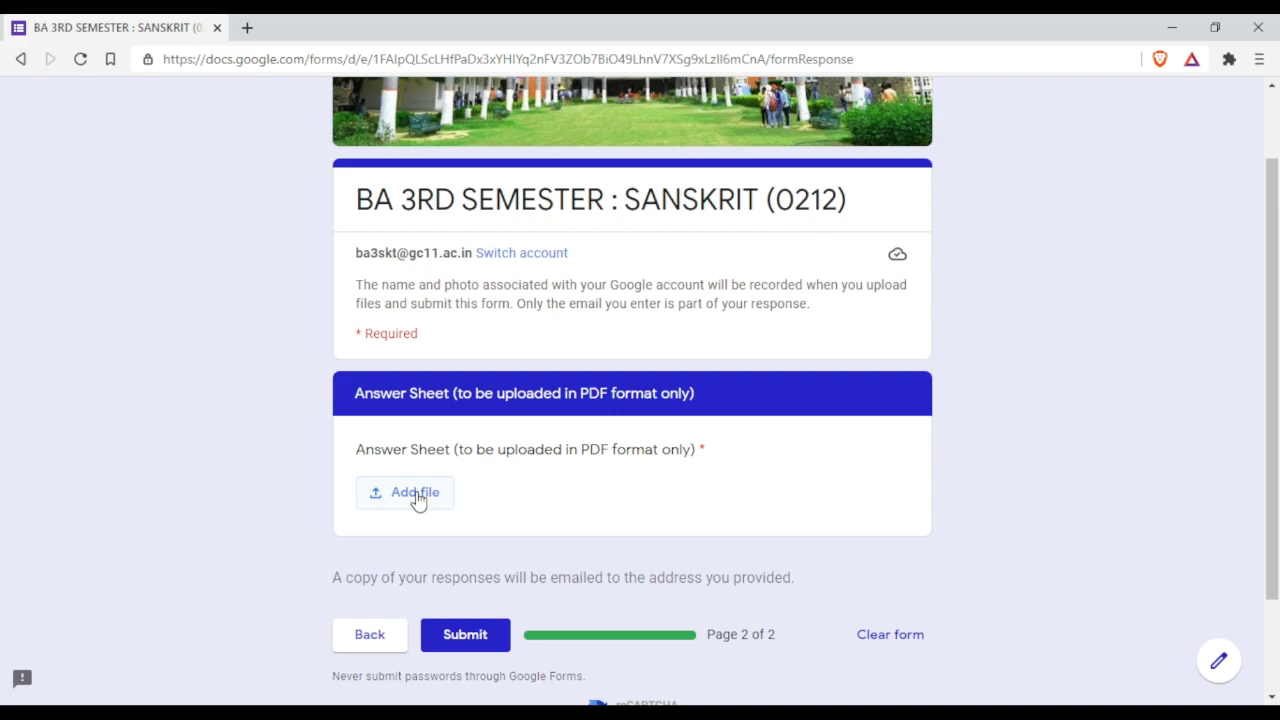 BA 3RD SEMESTER : SANSKRIT (0
https://docs.google.com/forms/d/e/1FAIpQLScLHfPaDx3xYHIYq2nFV3ZOb7BiO49LhnV7XSg9xLzII6mCnA/formResponse
BA 3RD SEMESTER : SANSKRIT (0212)
ba3skt@gc11.ac.in Switch account
The name and photo associated with your Google account will be recorded when you upload
files and submit this form. Only the email you enter is part of your response.
* Required
Answer Sheet (to be uploaded in PDF format only)
Answer Sheet (to be uploaded in PDF format only) *
Add file
A copy of your responses will be emailed to the address you provided.
Back Submit Page 2 of 2 Clear form
Never submit passwords through Google Forms.
reCAPTCHA